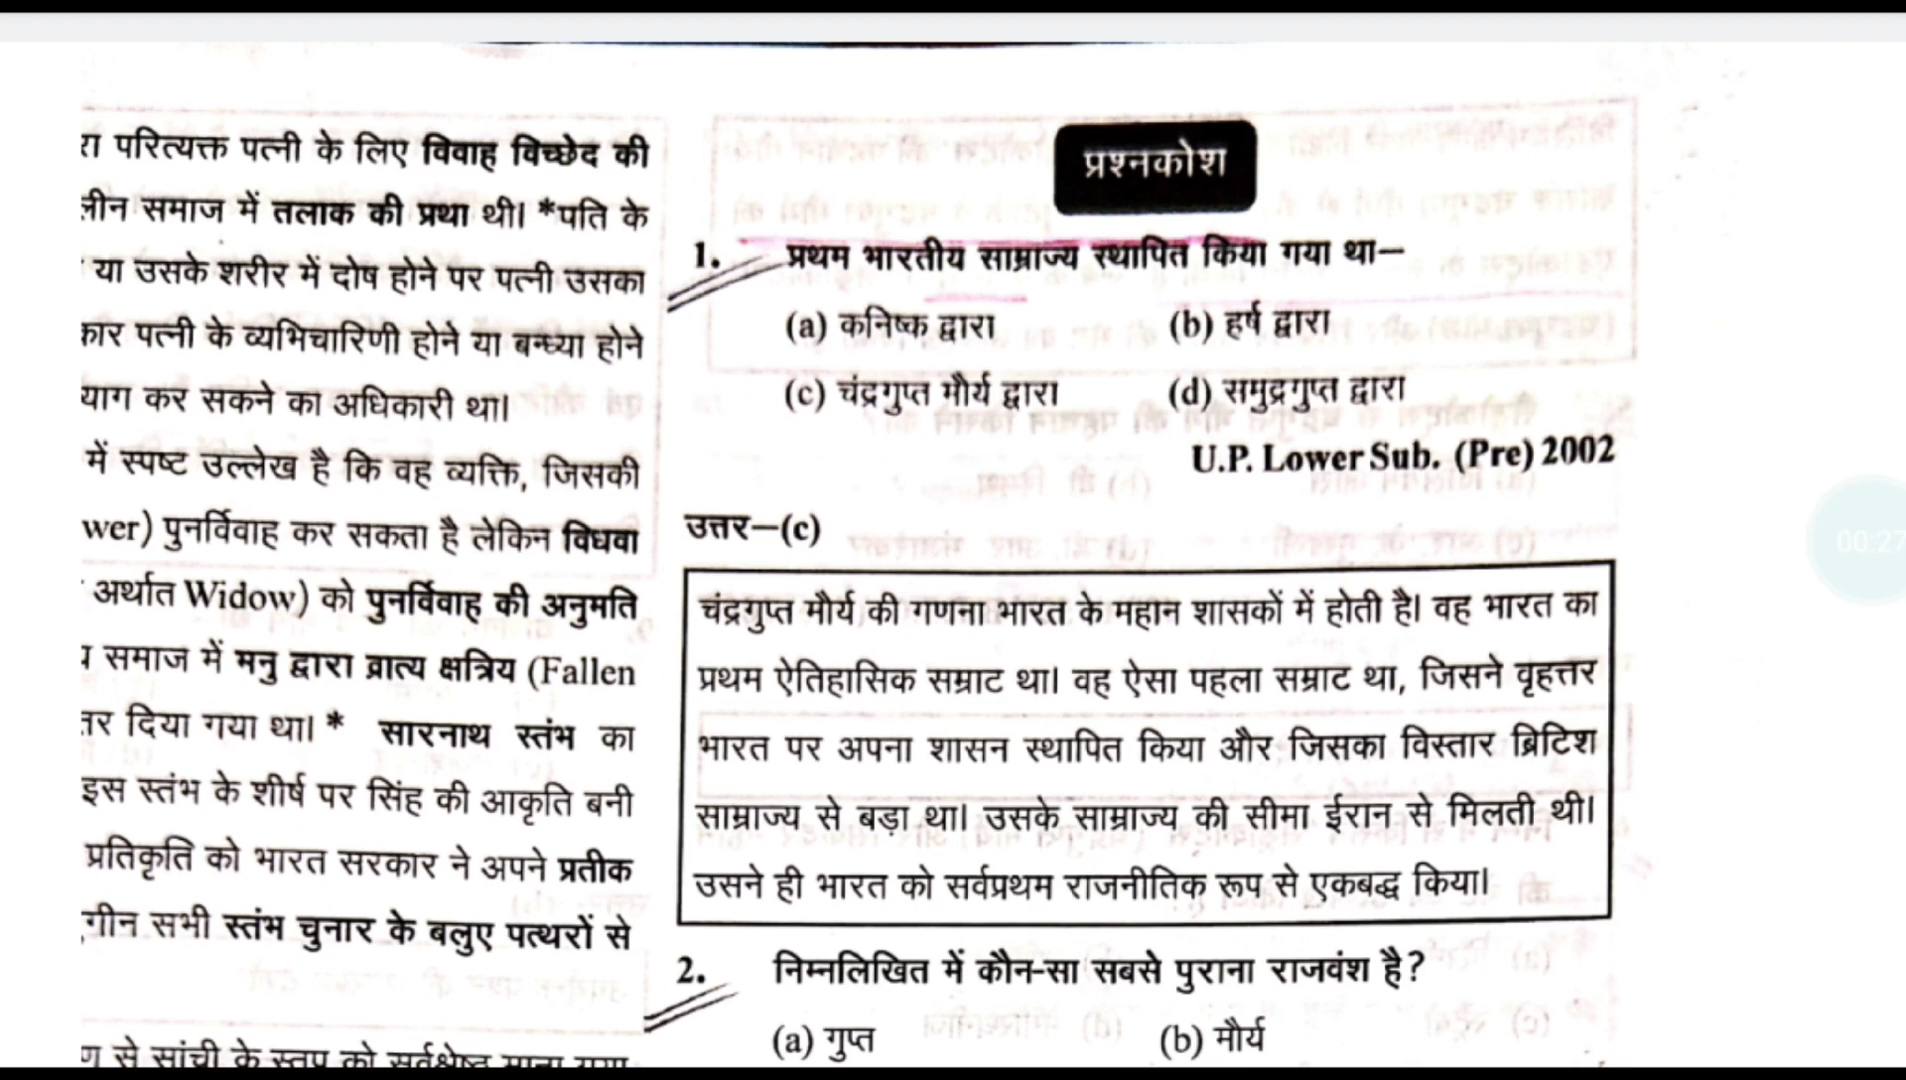 परित्यक्त पत्नी के लिए विवाह विच्छेद की
समाज में तलाक की प्रथा थी। *पति के
या उसके शरीर में दोष होने पर पत्नी उसका
पत्नी के व्यभिचारिणी होने या बन्ध्या होने
कर सकने का अधिकारी था।
में स्पष्ट उल्लेख है कि वह व्यक्ति, जिसकी
wer) पुनर्विवाह कर सकता है लेकिन विधवा
अर्थात Widow) को पुनर्विवाह की अनुमति
समाज में मनु द्वारा व्रात्य क्षत्रिय (Fallen
दिया गया था। * सारनाथ स्तंभ का
इस स्तंभ के शीर्ष पर सिंह की आकृति बनी
प्रतिकृति को भारत सरकार ने अपने प्रतीक
गीन सभी स्तंभ चुनार के बलुए पत्थरों से
से सांची के स्तूप को सर्वश्रेष्ठ माना गया
प्रश्नकोश
1. प्रथम भारतीय साम्राज्य स्थापित किया गया था–
(a) कनिष्क द्वारा (b) हर्ष द्वारा
(c) चंद्रगुप्त मौर्य द्वारा (d) समुद्रगुप्त द्वारा
U.P. Lower Sub. (Pre) 2002
उत्तर–(c)
चंद्रगुप्त मौर्य की गणना भारत के महान शासकों में होती है। वह भारत का
प्रथम ऐतिहासिक सम्राट था। वह ऐसा पहला सम्राट था, जिसने वृहत्तर
भारत पर अपना शासन स्थापित किया और जिसका विस्तार ब्रिटिश
साम्राज्य से बड़ा था। उसके साम्राज्य की सीमा ईरान से मिलती थी।
उसने ही भारत को सर्वप्रथम राजनीतिक रूप से एकबद्ध किया।
2. निम्नलिखित में कौन-सा सबसे पुराना राजवंश है?
(a) गुप्त (b) मौर्य
00:27